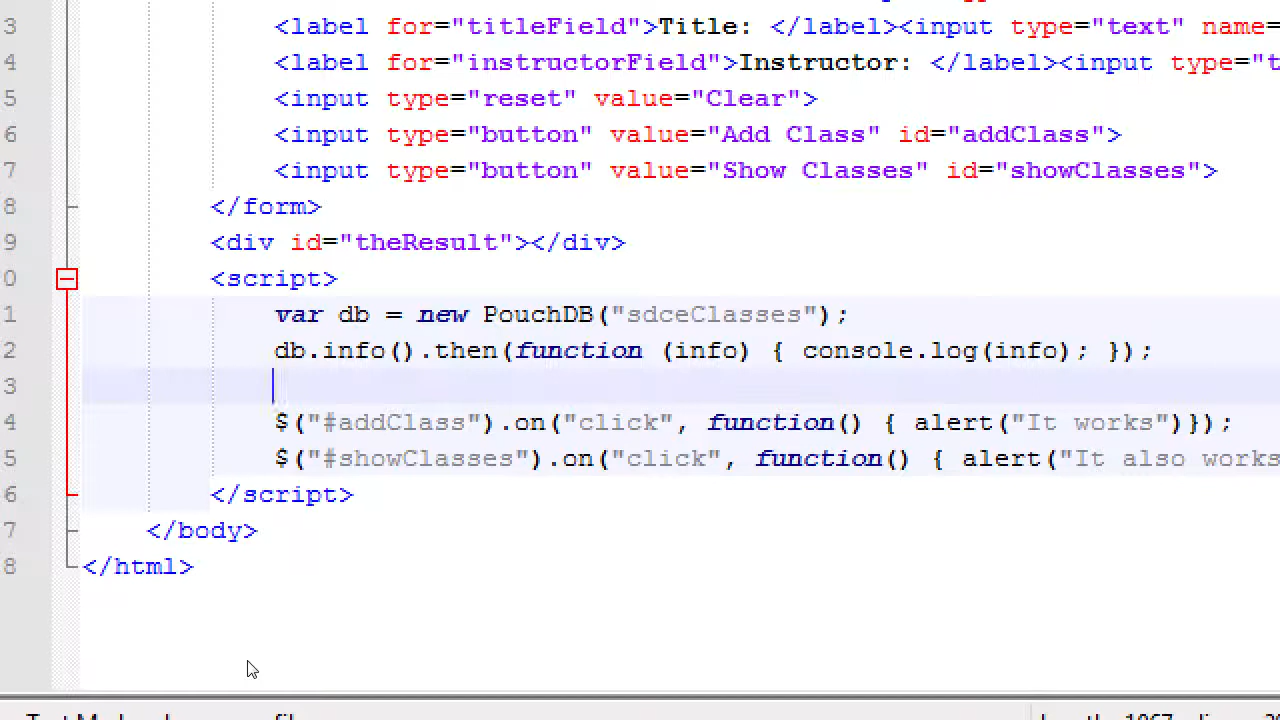 3 <label for="titleField">Title: </label><input type="text" name=
4 <label for="instructorField">Instructor: </label><input type="t
5 <input type="reset" value="Clear">
6 <input type="button" value="Add Class" id="addClass">
7 <input type="button" value="Show Classes" id="showClasses">
8 </form>
9 <div id="theResult"></div>
0 <script>
1 var db = new PouchDB("sdceClasses");
2 db.info().then(function (info) { console.log(info); });
3
4 $("#addClass").on("click", function() { alert("It works")});
5 $("#showClasses").on("click", function() { alert("It also works
6 </script>
7 </body>
8 </html>